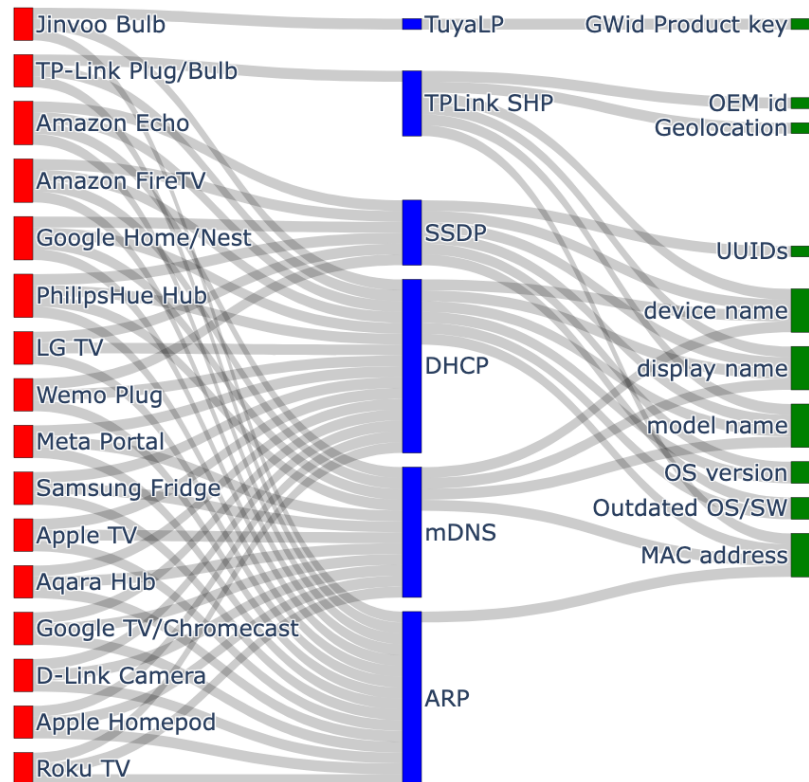 Jinvoo Bulb
TP-Link Plug/Bulb
Amazon Echo
Amazon FireTV
Google Home/Nest
PhilipsHue Hub
LG TV
Wemo Plug
Meta Portal
Samsung Fridge
Apple TV
Aqara Hub
Google TV/Chromecast
D-Link Camera
Apple Homepod
Roku TV
TuyaLP
TPLink SHP
SSDP
DHCP
mDNS
ARP
GWid Product key
OEM id
Geolocation
UUIDs
device name
display name
model name
OS version
Outdated OS/SW
MAC address